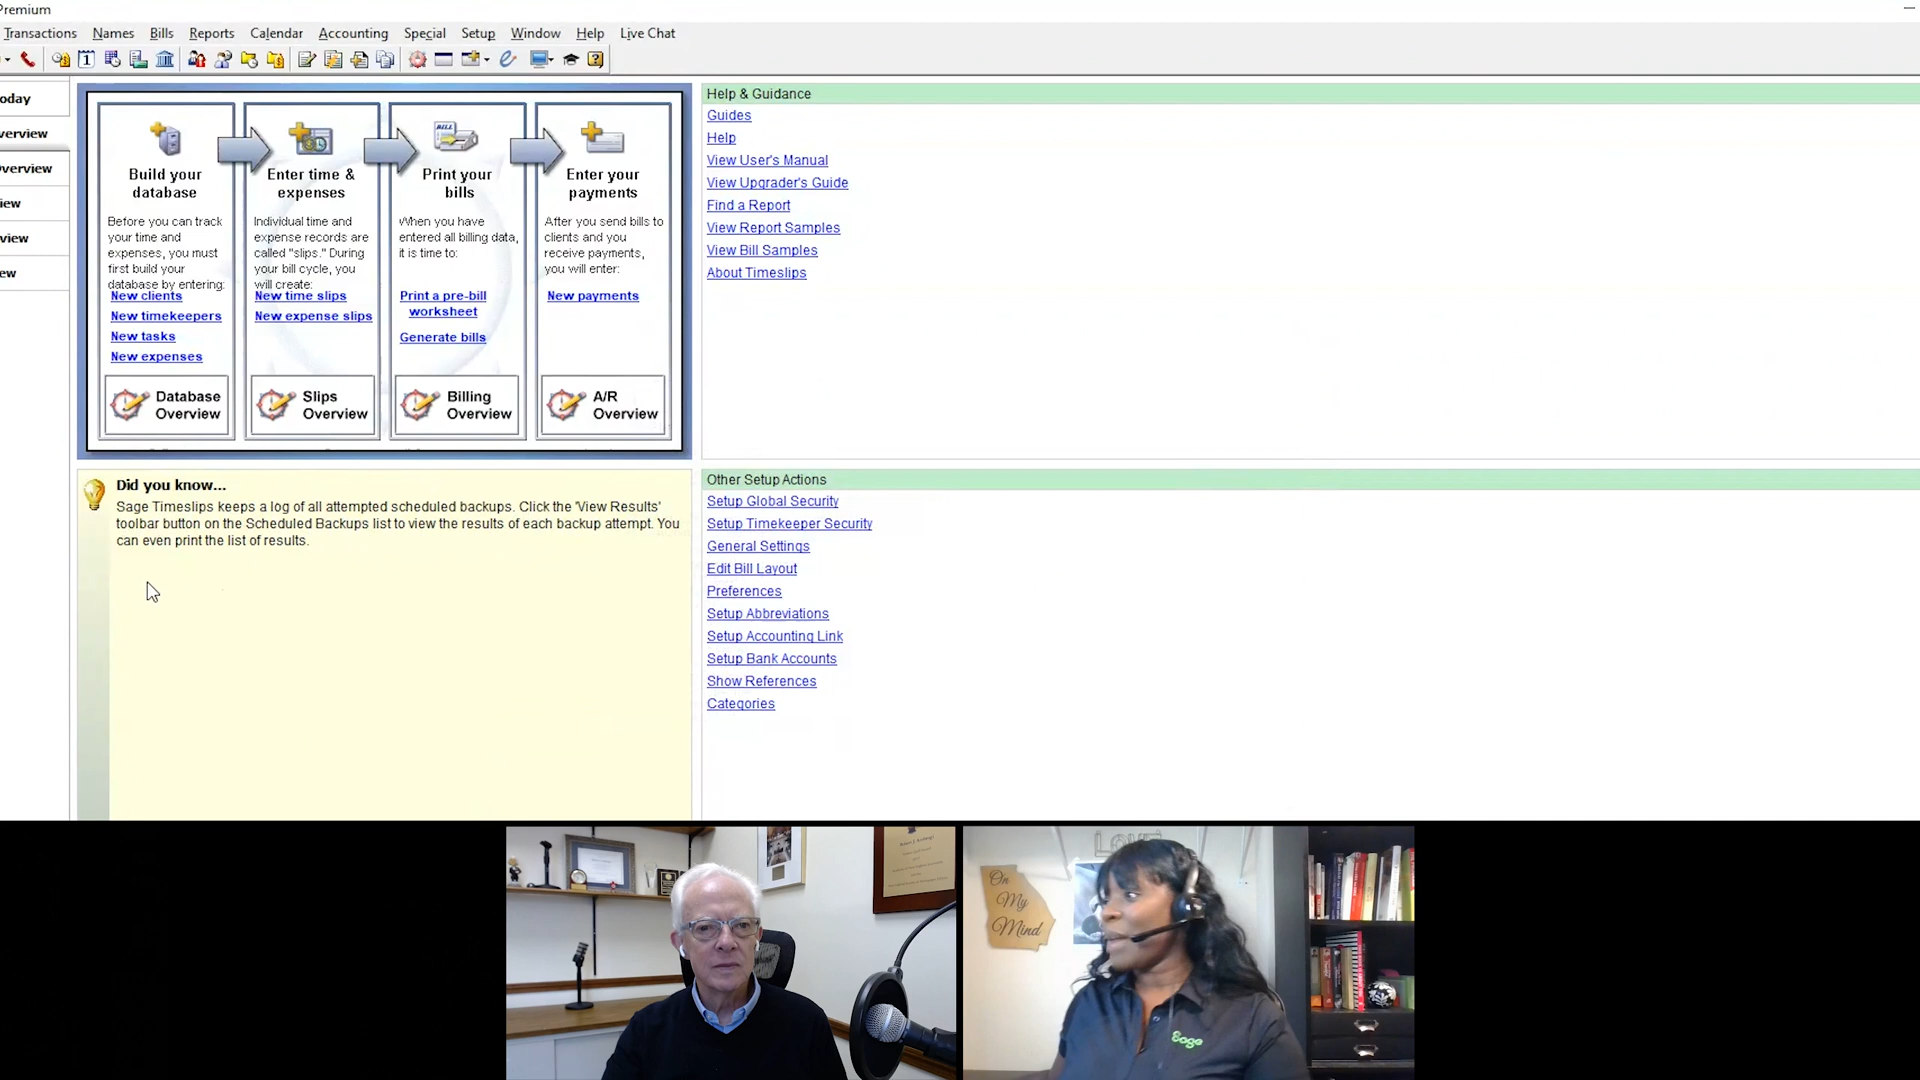 Premium
Transactions Names Bills Reports Calendar Accounting Special Setup Window Help Live Chat
oday
verview
verview
iew
view
ew
Build your
database
Before you can track
your time and
expenses, you must
first build your
database by entering:
New clients
New timekeepers
New tasks
New expenses
Database
Overview
Enter time &
expenses
Individual time and
expense records are
called "slips." During
your bill cycle, you
will create:
New time slips
New expense slips
Slips
Overview
BILL
Print your
bills
When you have
entered all billing data,
it is time to:
Print a pre-bill
worksheet
Generate bills
Billing
Overview
Enter your
payments
After you send bills to
clients and you
receive payments,
you will enter:
New payments
A/R
Overview
Help & Guidance
Guides
Help
View User's Manual
View Upgrader's Guide
Find a Report
View Report Samples
View Bill Samples
About Timeslips
Did you know...
Sage Timeslips keeps a log of all attempted scheduled backups. Click the 'View Results'
toolbar button on the Scheduled Backups list to view the results of each backup attempt. You
can even print the list of results.
Other Setup Actions
Setup Global Security
Setup Timekeeper Security
General Settings
Edit Bill Layout
Preferences
Setup Abbreviations
Setup Accounting Link
Setup Bank Accounts
Show References
Categories
LOVE
On
My
Mind
Sage